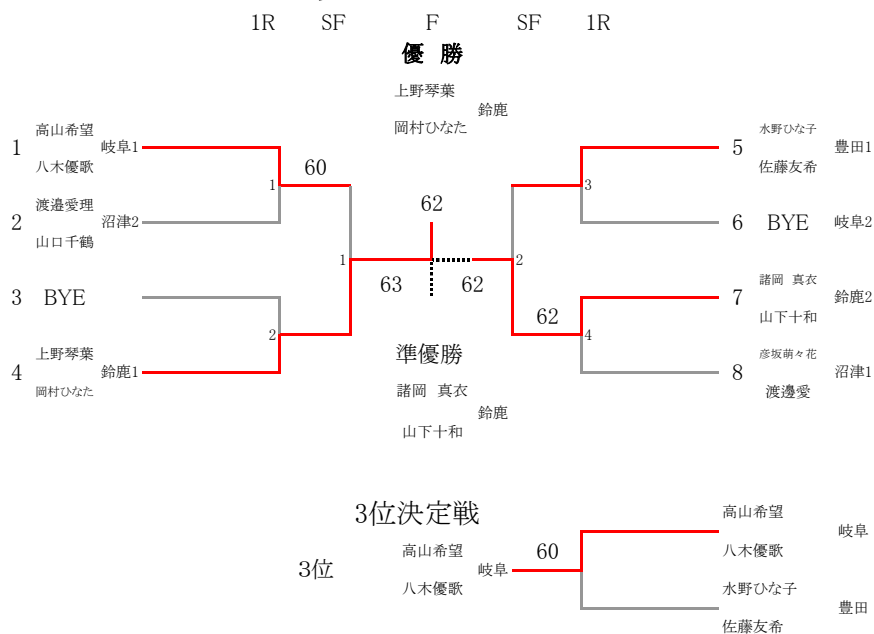 1R SF F SF 1R
優 勝
上野琴葉
岡村ひなた
鈴鹿
1
高山希望
八木優歌
岐阜1
2
渡邉愛理
山口千鶴
沼津2
3 BYE
4
上野琴葉
岡村ひなた
鈴鹿1
1
60
2
1
63
62
62
2
3
62
4
5
水野ひな子
佐藤友希
豊田1
6 BYE 岐阜2
7
諸岡 真衣
山下十和
鈴鹿2
8
彦坂萌々花
渡邉愛
沼津1
準優勝
諸岡 真衣
山下十和
鈴鹿
3位決定戦
3位
高山希望
八木優歌
岐阜
60
高山希望
八木優歌
岐阜
水野ひな子
佐藤友希
豊田